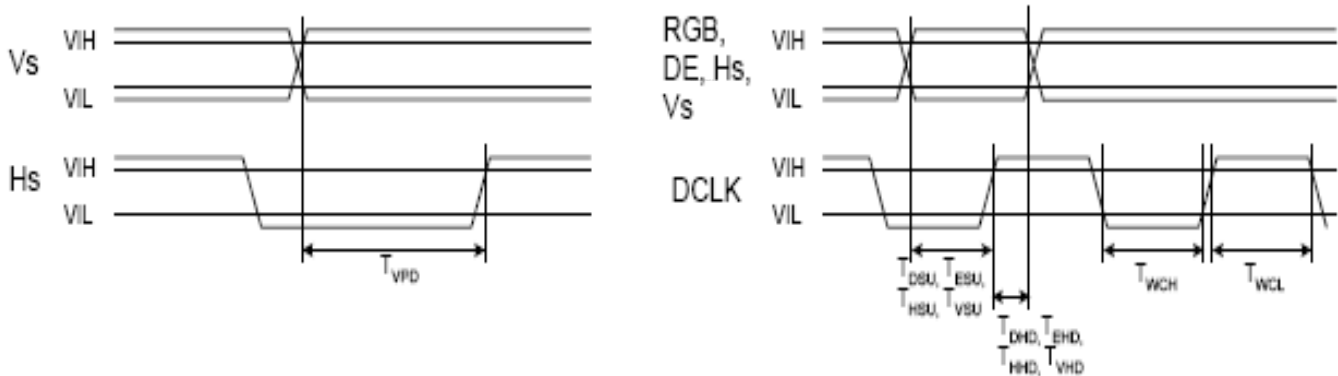 Vs
VIH
VIL
Hs
VIH
VIL
TVPD
RGB,
DE, Hs,
Vs
VIH
VIL
DCLK
VIH
VIL
TDSU, TESU,
THSU, TVSU
TDHD, TEHD,
THHD, TVHD
TWCH
TWCL